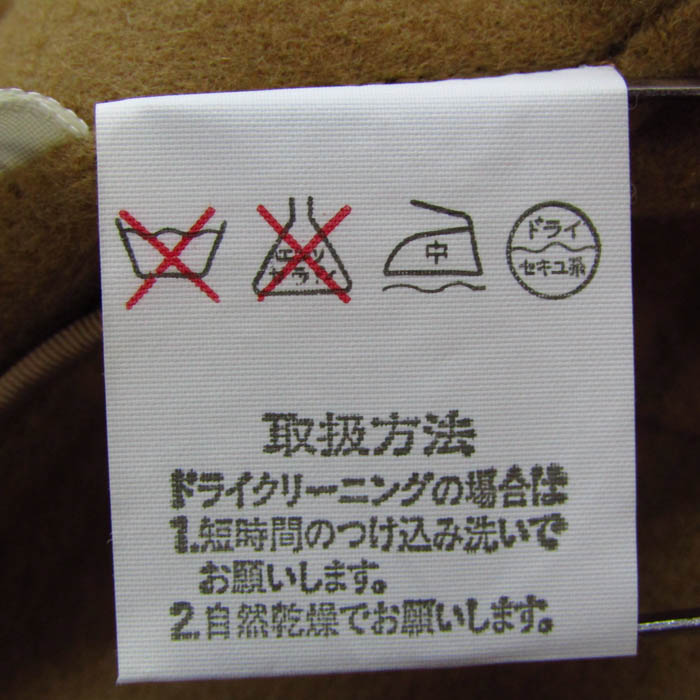 エンソ
サラシ
中
ドライ
セキユ系
取扱方法
ドライクリーニングの場合は
1.短時間のつけ込み洗いで
お願いします。
2.自然乾燥でお願いします。